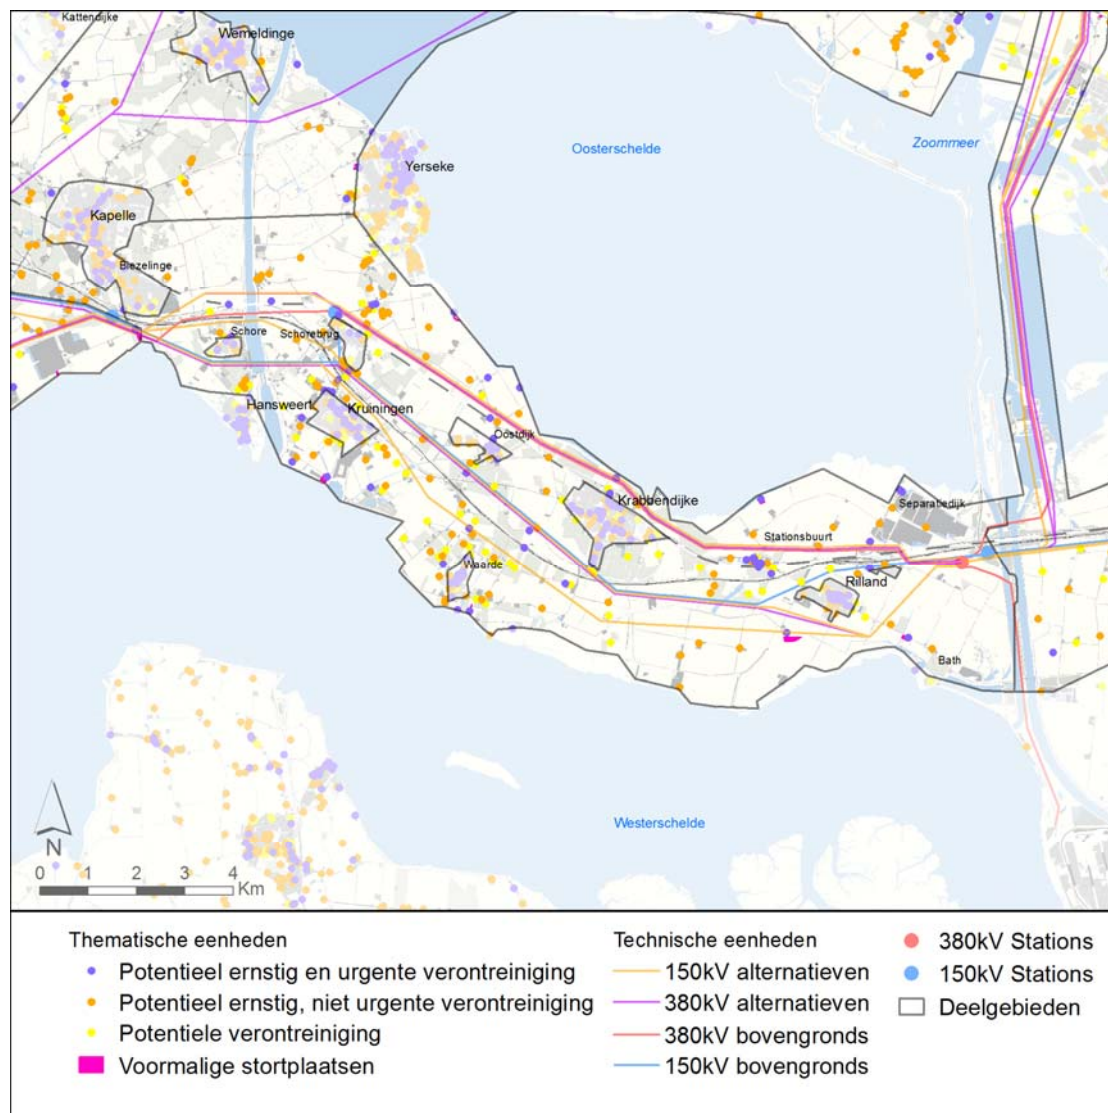 Kattendijke
Wemeldinge
Oosterschelde
Zoommeer
Yerseke
Kapelle
Biezelinge
Schore
Schorebrug
Hansweert
Kruiningen
Oostdijk
Krabbendijke
Separatiedijk
Stationsbuurt
Waarde
Rilland
Bath
Westerschelde
N
0 1 2 3 4
Km
Thematische eenheden
Potentieel ernstig en urgente verontreiniging
Potentieel ernstig, niet urgente verontreiniging
Potentiele verontreiniging
Voormalige stortplaatsen
Technische eenheden
150kV alternatieven
380kV alternatieven
380kV bovengronds
150kV bovengronds
380kV Stations
150kV Stations
Deelgebieden